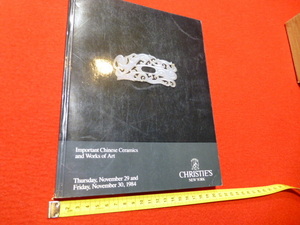 Important Chinese Ceramics
and Works of Art
Thursday, November 29 and
Friday, November 30, 1984
CHRISTIE'S
NEW YORK